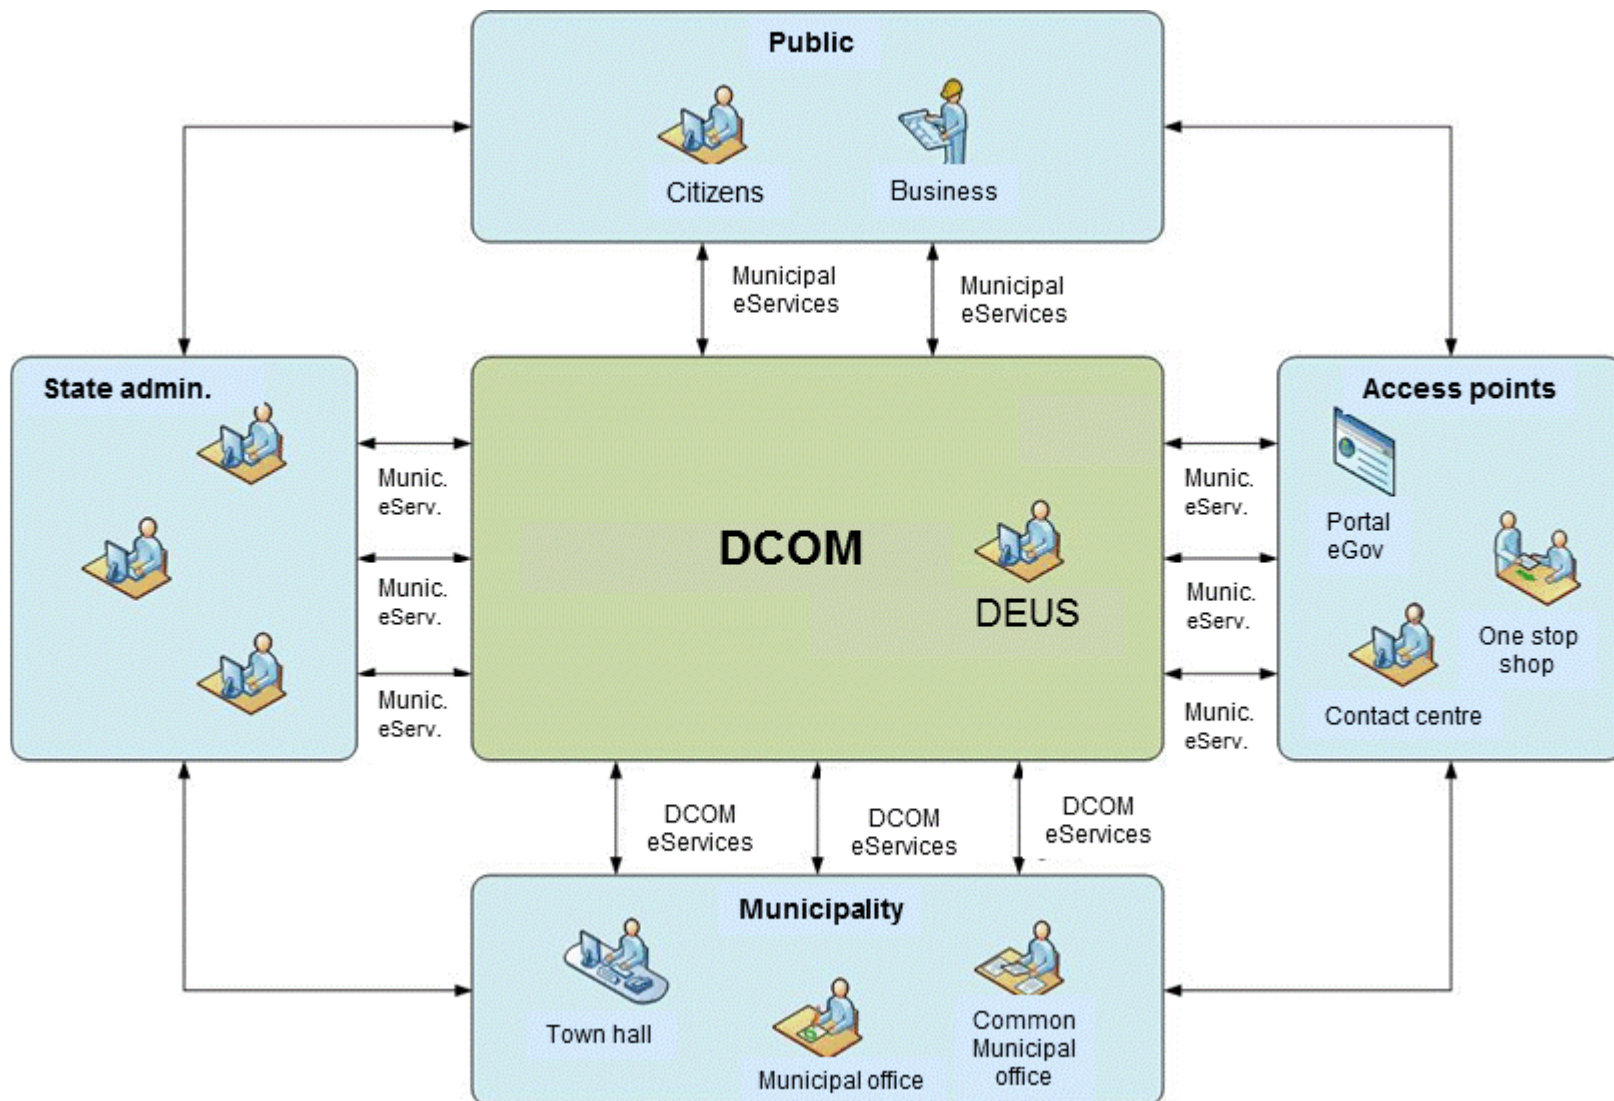 Public
Citizens
Business
Municipal
eServices
Municipal
eServices
State admin.
Munic.
eServ.
Munic.
eServ.
Munic.
eServ.
DCOM
DEUS
Munic.
eServ.
Munic.
eServ.
Munic.
eServ.
Access points
Portal
eGov
One stop
shop
Contact centre
DCOM
eServices
DCOM
eServices
DCOM
eServices
Municipality
Town hall
Municipal office
Common
Municipal
office